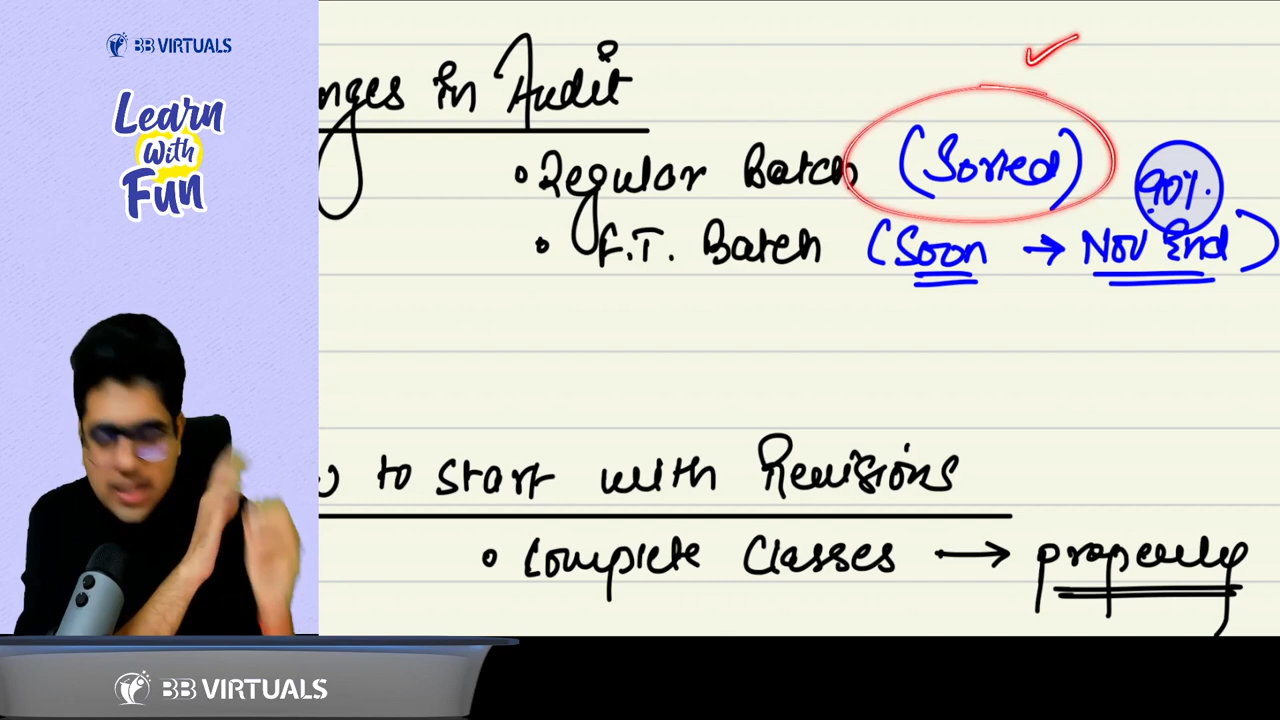 BB VIRTUALS
Learn
With
Fun
nges in Audit
• Regular Batch (Sorted)
90%.
• F.T. Batch (Soon → Nov End)
to start with Revisions
• Complete Classes → properly
BB VIRTUALS